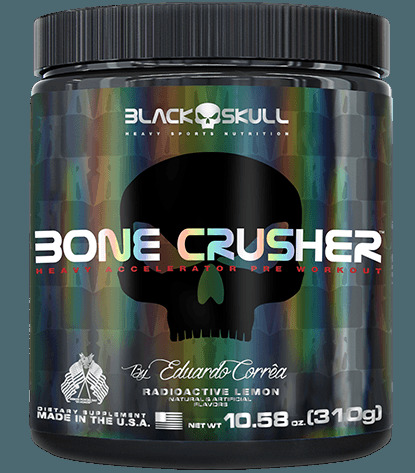 BLACK SKULL
HEAVY SPORTS NUTRITION
BONE CRUSHER™
HEAVY ACCELERATOR PRE WORKOUT
By Eduardo Corrêa
RADIOACTIVE LEMON
NATURAL & ARTIFICIAL
FLAVORS
DIETARY SUPPLEMENT
MADE IN THE U.S.A.
NET WT 10.58 oz.(310g)